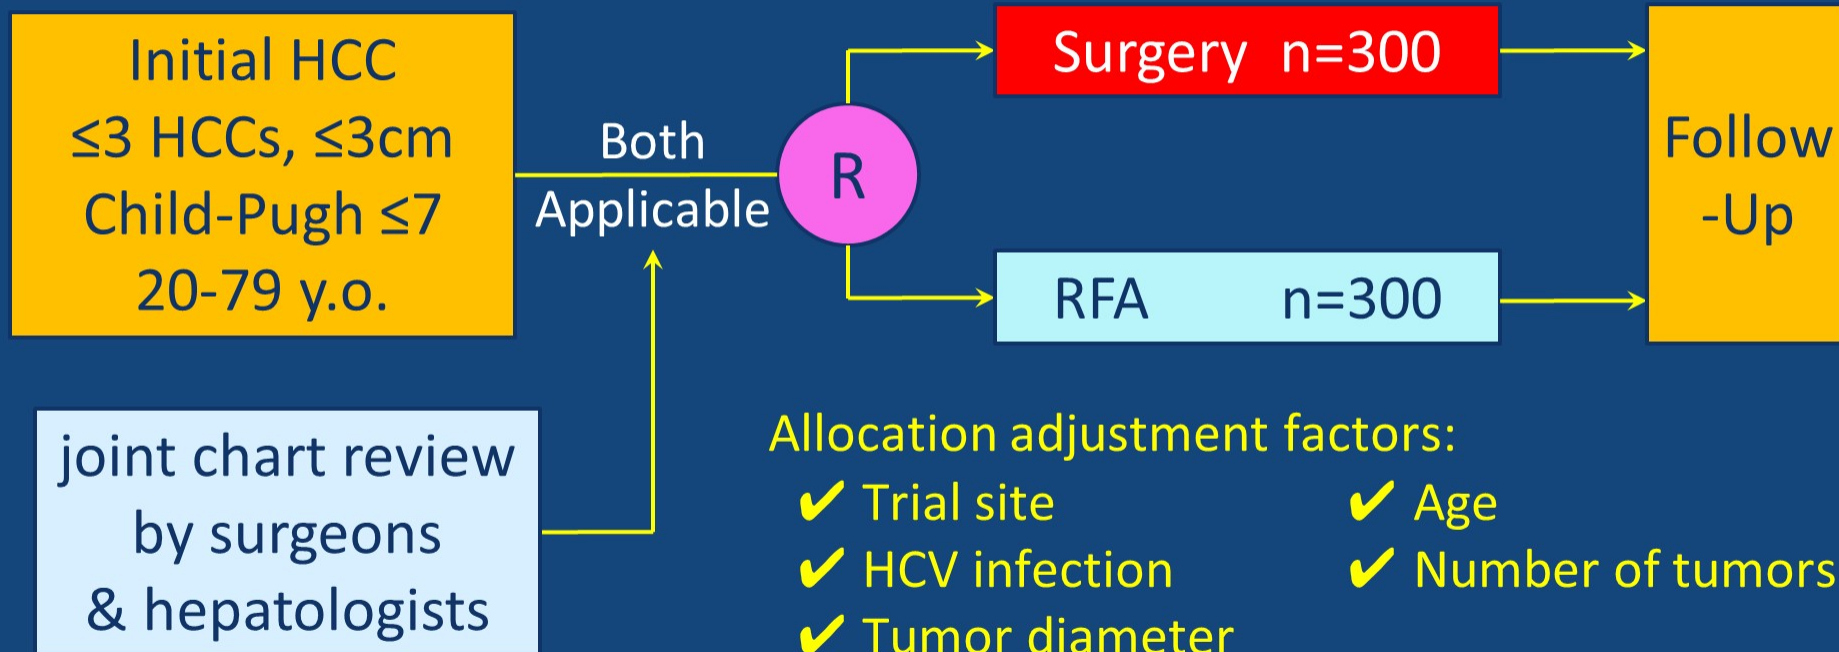 Initial HCC
≤3 HCCs, ≤3cm
Child-Pugh ≤7
20-79 y.o.
Both
Applicable
R
Surgery n=300
RFA n=300
Follow
-Up
joint chart review
by surgeons
& hepatologists
Allocation adjustment factors:
✔ Trial site
✔ HCV infection
✔ Tumor diameter
✔ Age
✔ Number of tumors